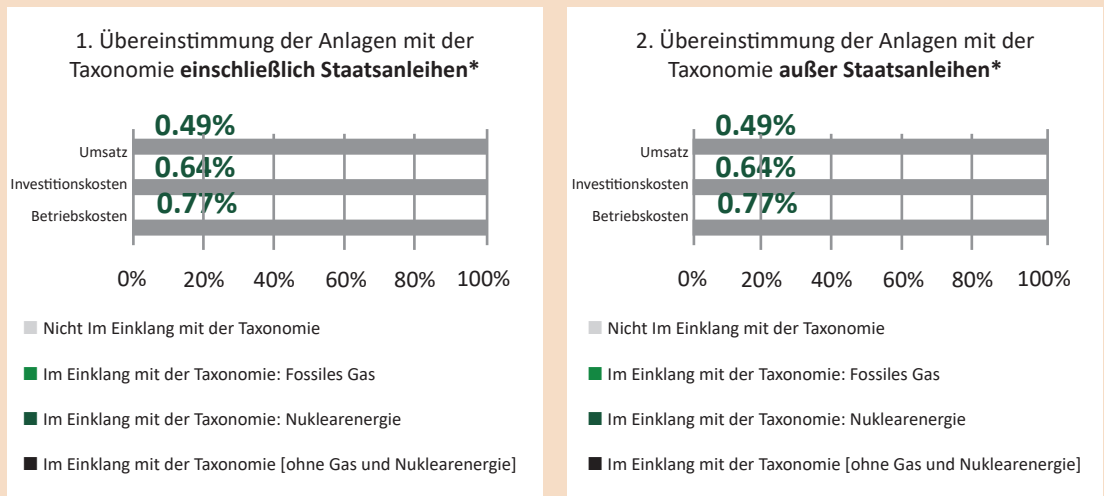 1. Übereinstimmung der Anlagen mit der
Taxonomie einschließlich Staatsanleihen*
0.49%
Umsatz
0.64%
Investitionskosten
0.77%
Betriebskosten
0% 20% 40% 60% 80% 100%
Nicht Im Einklang mit der Taxonomie
Im Einklang mit der Taxonomie: Fossiles Gas
Im Einklang mit der Taxonomie: Nuklearenergie
Im Einklang mit der Taxonomie [ohne Gas und Nuklearenergie]
2. Übereinstimmung der Anlagen mit der
Taxonomie außer Staatsanleihen*
0.49%
Umsatz
0.64%
Investitionskosten
0.77%
Betriebskosten
0% 20% 40% 60% 80% 100%
Nicht Im Einklang mit der Taxonomie
Im Einklang mit der Taxonomie: Fossiles Gas
Im Einklang mit der Taxonomie: Nuklearenergie
Im Einklang mit der Taxonomie [ohne Gas und Nuklearenergie]